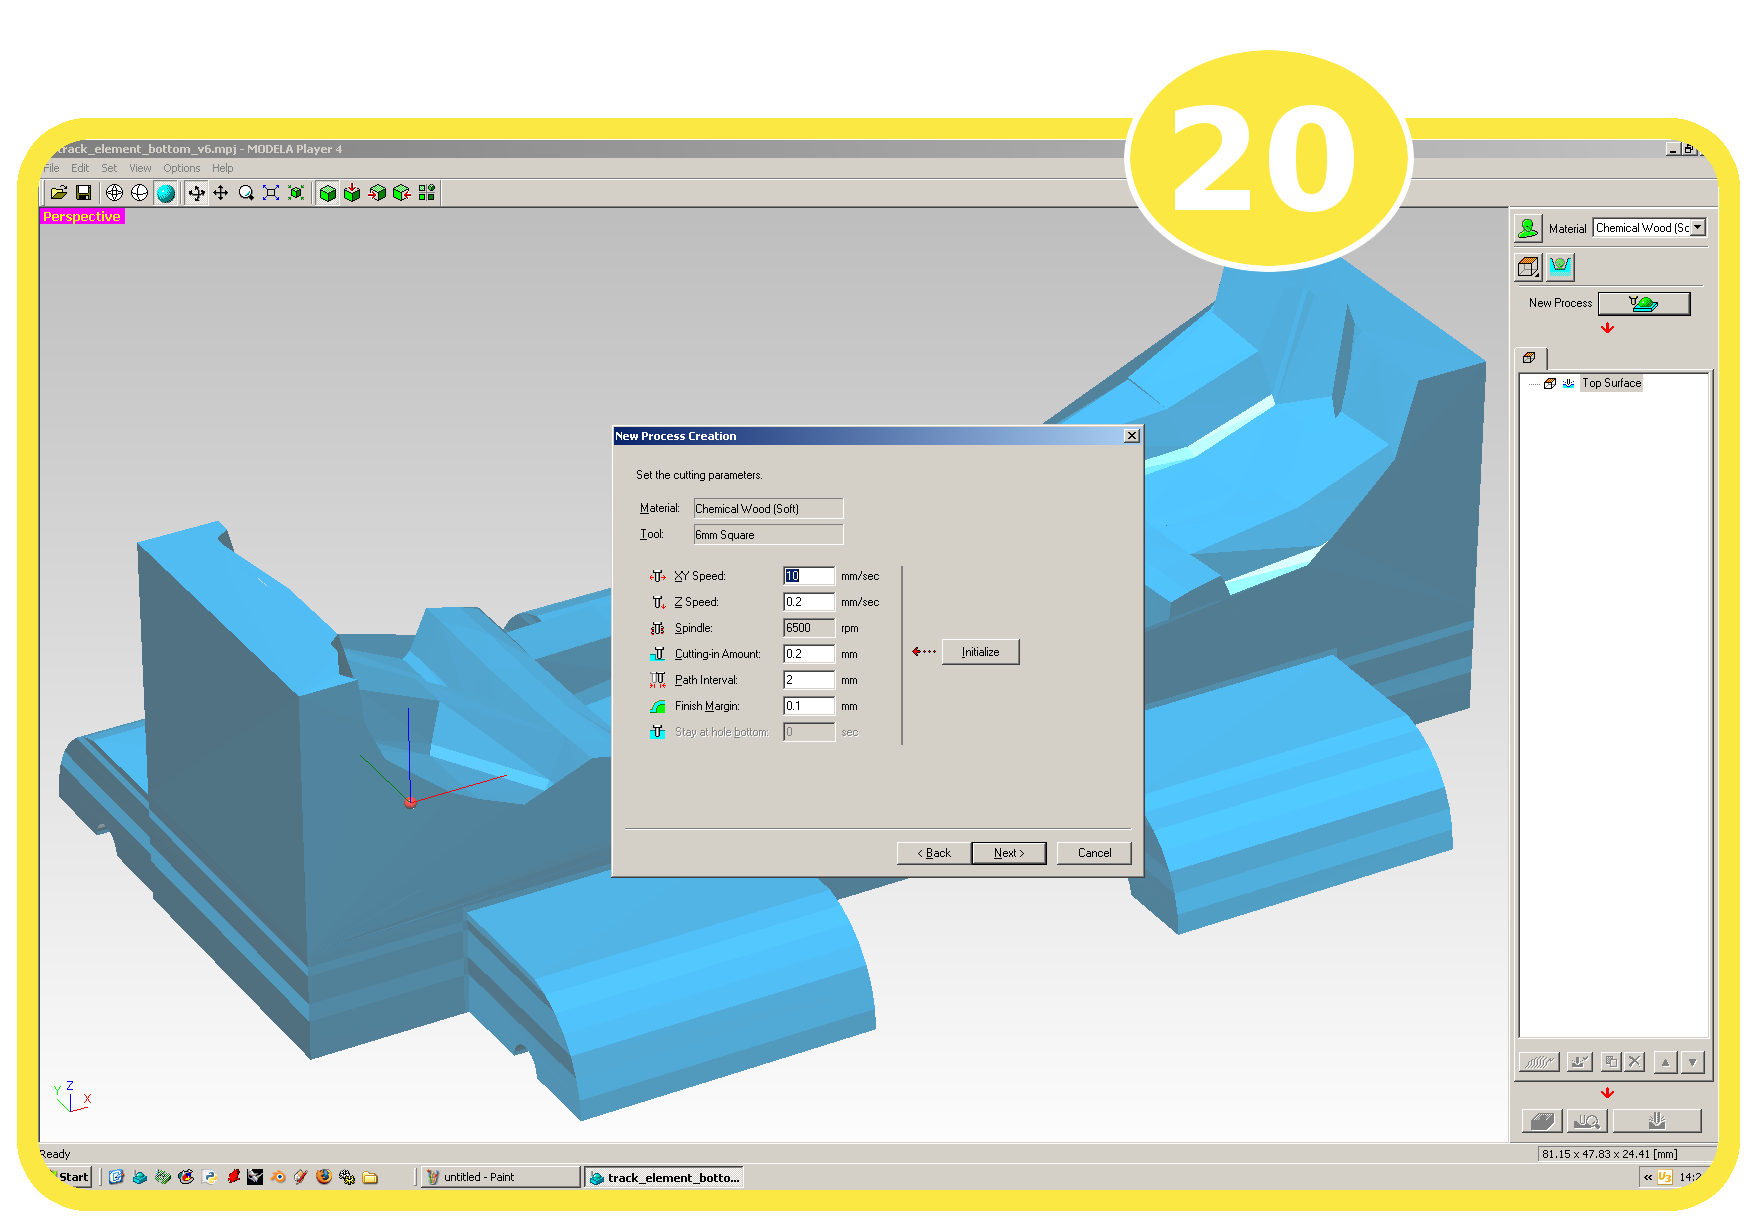 20
track_element_bottom_v6.mpj - MODELA Player 4
File Edit Set View Options Help
Perspective
Material Chemical Wood (Sc
New Process
Top Surface
New Process Creation
Set the cutting parameters.
Material: Chemical Wood (Soft)
Tool: 6mm Square
XY Speed: 10 mm/sec
Z Speed: 0.2 mm/sec
Spindle: 6500 rpm
Cutting-in Amount: 0.2 mm
Path Interval: 2 mm
Finish Margin: 0.1 mm
Stay at hole bottom: 0 sec
Initialize
< Back Next > Cancel
Y Z X
Ready
81.15 x 47.83 x 24.41 [mm]
Start untitled - Paint track_element_botto... « U3 14:2